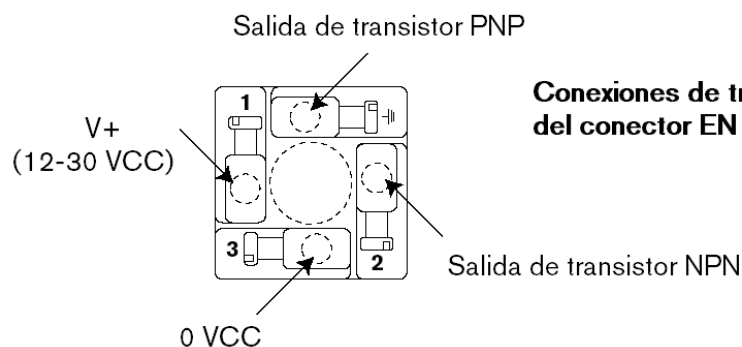 Salida de transistor PNP
Conexiones de
del conector EN
1
V+
(12-30 VCC)
3
2
Salida de transistor NPN
0 VCC